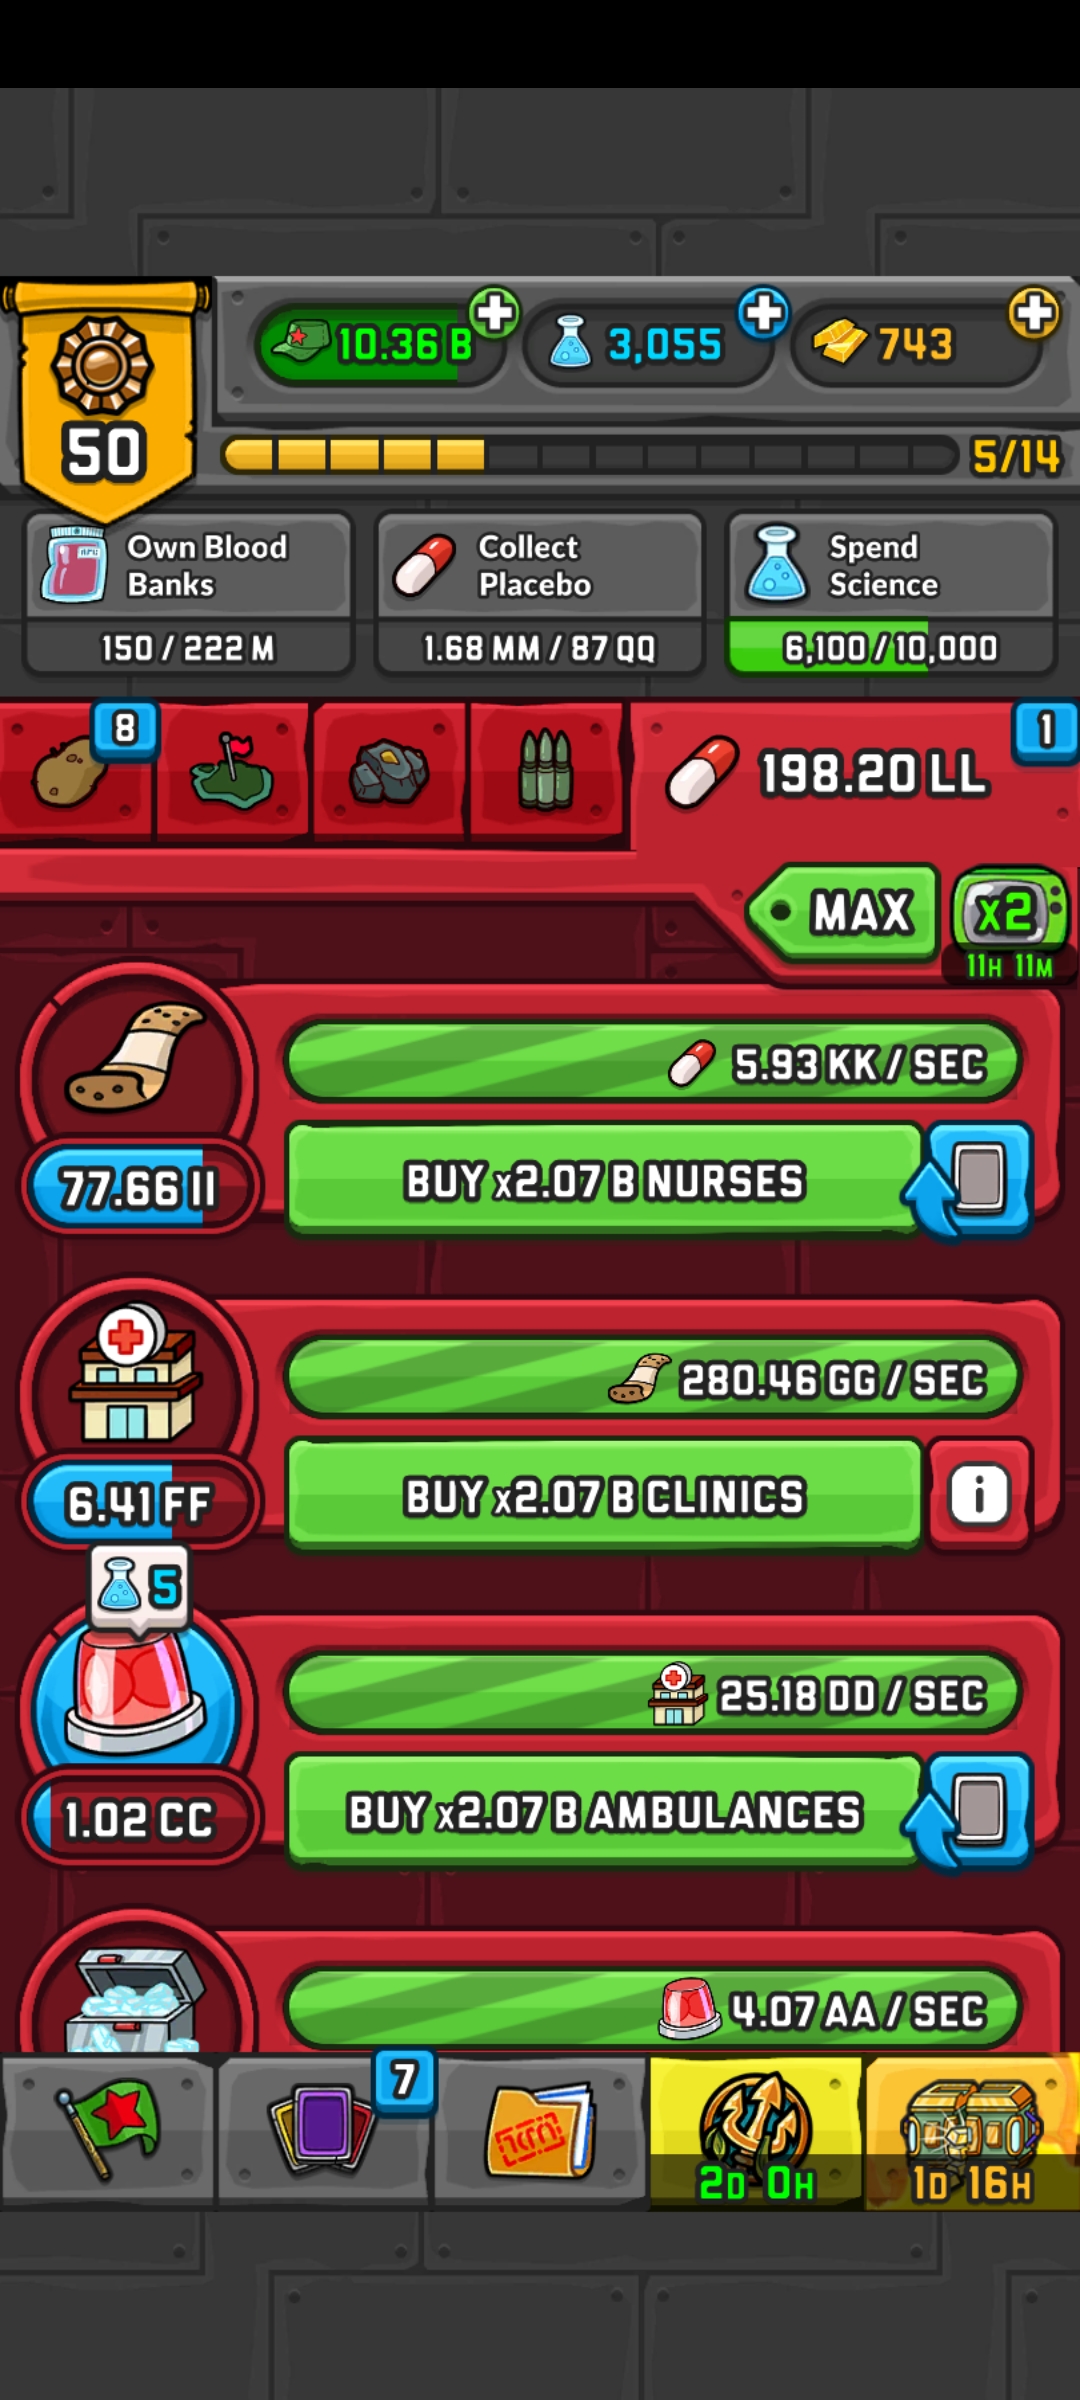 10.36 B
3,055
743
50
5/14
Own Blood
Banks
150 / 222 M
Collect
Placebo
1.68 MM / 87 QQ
Spend
Science
6,100 / 10,000
8
198.20 LL
1
MAX
x2
11H 11M
5.93 KK / SEC
77.66 II
BUY x2.07 B NURSES
280.46 GG / SEC
6.41 FF
BUY x2.07 B CLINICS
i
5
25.18 DD / SEC
1.02 CC
BUY x2.07 B AMBULANCES
4.07 AA / SEC
7
2D 0H
1D 16H